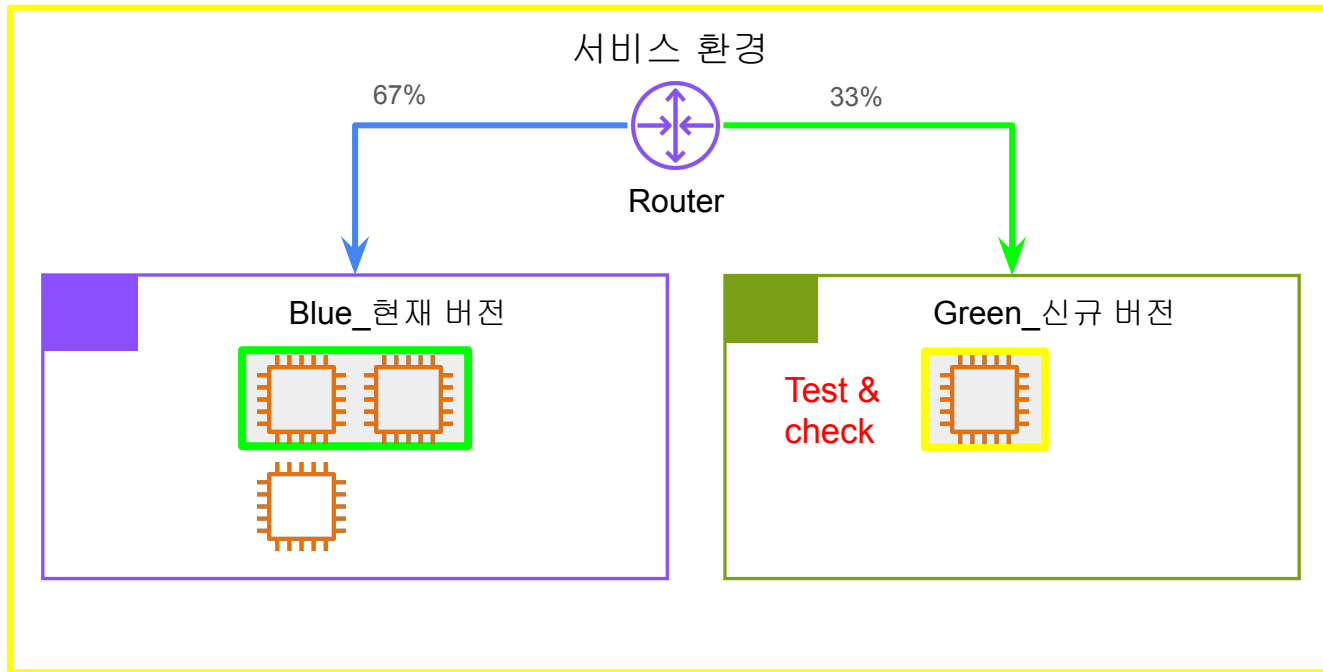 서비스 환경
67%
33%
Router
Blue_현재 버전
Green_신규 버전
Test &
check